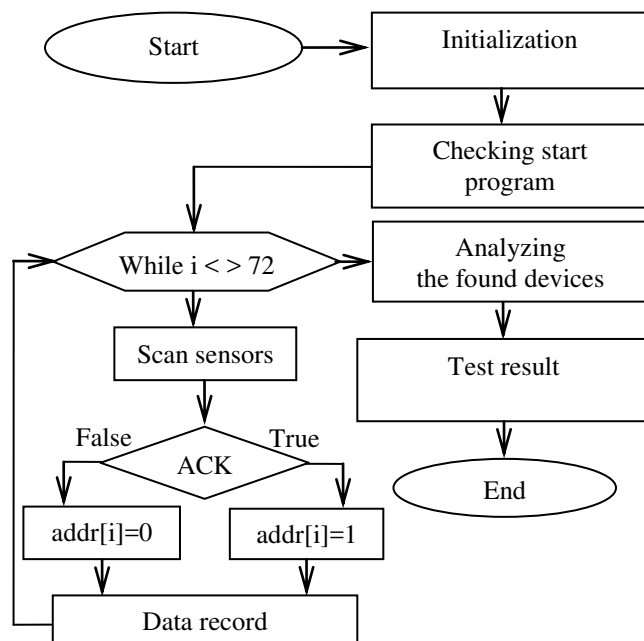 Start
Initialization
Checking start
program
While i < > 72
Analyzing
the found devices
Scan sensors
Test result
False
True
ACK
End
addr[i]=0
addr[i]=1
Data record